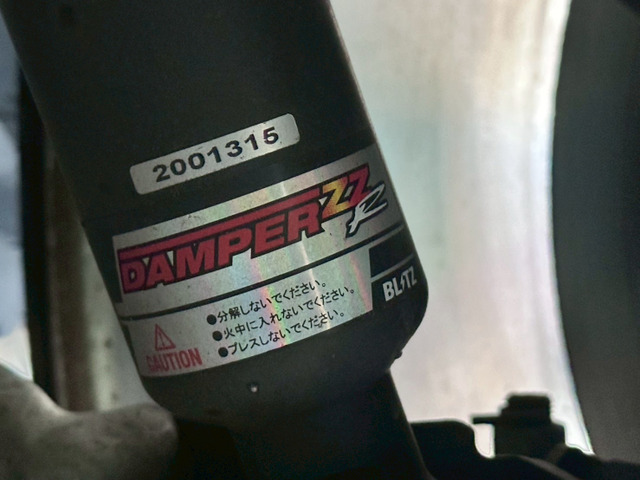 2001315
DAMPER ZZR
BLITZ
CAUTION
●分解しないでください。
●火中に入れないでください。
●プレスしないでください。